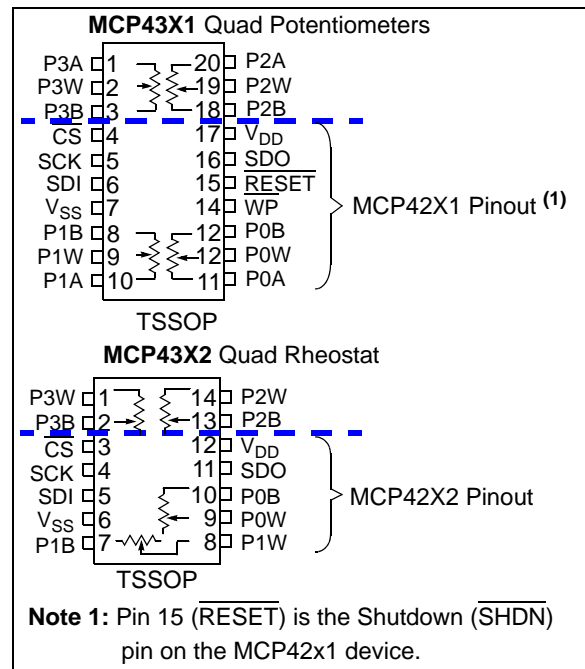 MCP43X1 Quad Potentiometers
P3A 1 20 P2A
P3W 2 19 P2W
P3B 3 18 P2B
CS 4 17 VDD
SCK 5 16 SDO
SDI 6 15 RESET
VSS 7 14 WP
P1B 8 12 P0B
P1W 9 12 P0W
P1A 10 11 P0A
MCP42X1 Pinout (1)
TSSOP
MCP43X2 Quad Rheostat
P3W 1 14 P2W
P3B 2 13 P2B
CS 3 12 VDD
SCK 4 11 SDO
SDI 5 10 P0B
VSS 6 9 P0W
P1B 7 8 P1W
MCP42X2 Pinout
TSSOP
Note 1: Pin 15 (RESET) is the Shutdown (SHDN)
pin on the MCP42x1 device.